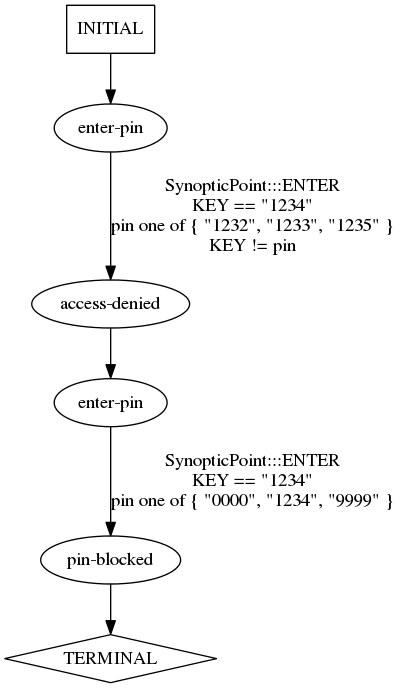 INITIAL
enter-pin
SynopticPoint:::ENTER
KEY == "1234"
pin one of { "1232", "1233", "1235" }
KEY != pin
access-denied
enter-pin
SynopticPoint:::ENTER
KEY == "1234"
pin one of { "0000", "1234", "9999" }
pin-blocked
TERMINAL